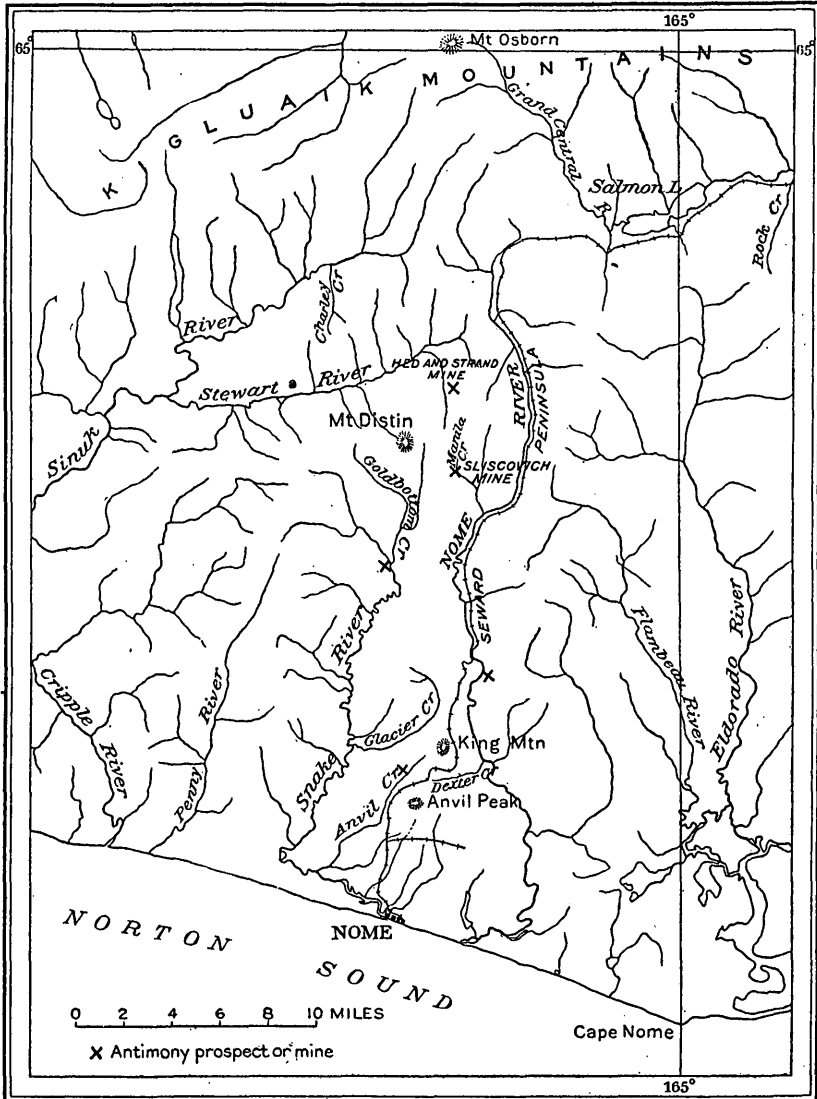 165°
65°
65°
Mt Osborn
KIGLUAIK MOUNTAINS
Grand Central R
Salmon L
Rock Cr
River
Charley Cr
HED AND STRAND
MINE
Stewart River
RIVER
PENINSULA
Mt Distin
Sinuk
Manila
Cr
SLISCOVICH
MINE
Goldbottom Cr
NOME
SEWARD
River
Flambeau River
Eldorado River
Cripple River
River
Penny
Glacier Cr
Snake
King Mtn
Anvil Cr
Dexter Cr
Anvil Peak
NORTON
SOUND
NOME
0 2 4 6 8 10 MILES
Cape Nome
X Antimony prospect or mine
165°